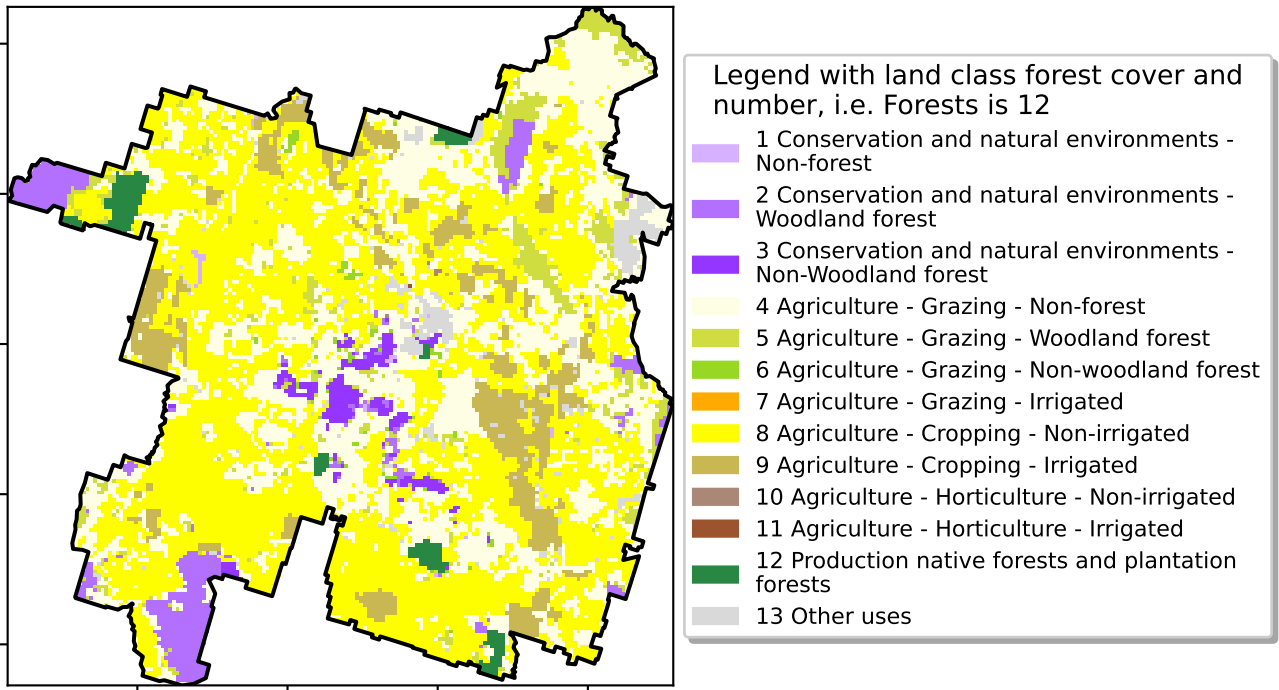 Legend with land class forest cover and
number, i.e. Forests is 12
1 Conservation and natural environments -
Non-forest
2 Conservation and natural environments -
Woodland forest
3 Conservation and natural environments -
Non-Woodland forest
4 Agriculture - Grazing - Non-forest
5 Agriculture - Grazing - Woodland forest
6 Agriculture - Grazing - Non-woodland forest
7 Agriculture - Grazing - Irrigated
8 Agriculture - Cropping - Non-irrigated
9 Agriculture - Cropping - Irrigated
10 Agriculture - Horticulture - Non-irrigated
11 Agriculture - Horticulture - Irrigated
12 Production native forests and plantation
forests
13 Other uses